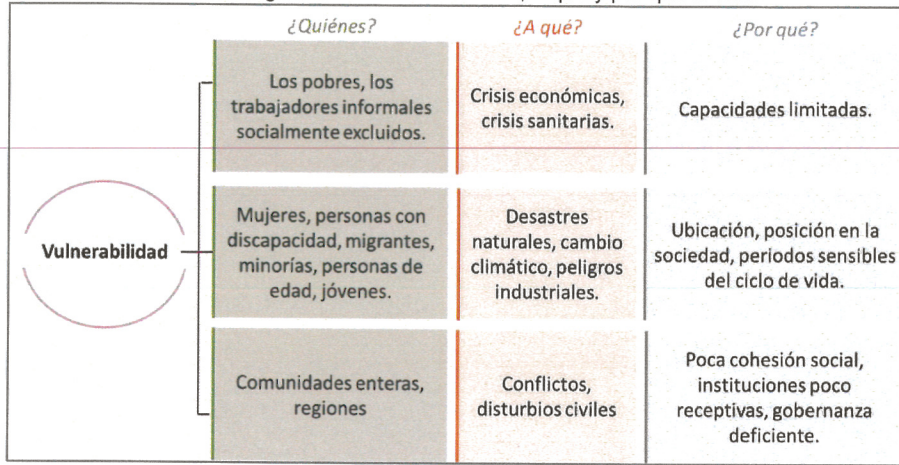 ¿Quiénes?
¿A qué?
¿Por qué?
Los pobres, los
trabajadores informales
socialmente excluidos.
Crisis económicas,
crisis sanitarias.
Capacidades limitadas.
Vulnerabilidad
Mujeres, personas con
discapacidad, migrantes,
minorías, personas de
edad, jóvenes.
Desastres
naturales, cambio
climático, peligros
industriales.
Ubicación, posición en la
sociedad, periodos sensibles
del ciclo de vida.
Comunidades enteras,
regiones
Conflictos,
disturbios civiles
Poca cohesión social,
instituciones poco
receptivas, gobernanza
deficiente.